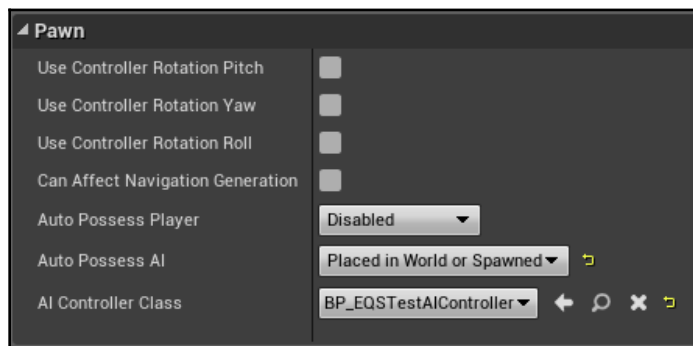 Pawn
Use Controller Rotation Pitch
Use Controller Rotation Yaw
Use Controller Rotation Roll
Can Affect Navigation Generation
Auto Possess Player Disabled
Auto Possess AI Placed in World or Spawned
AI Controller Class BP_EQSTestAIController